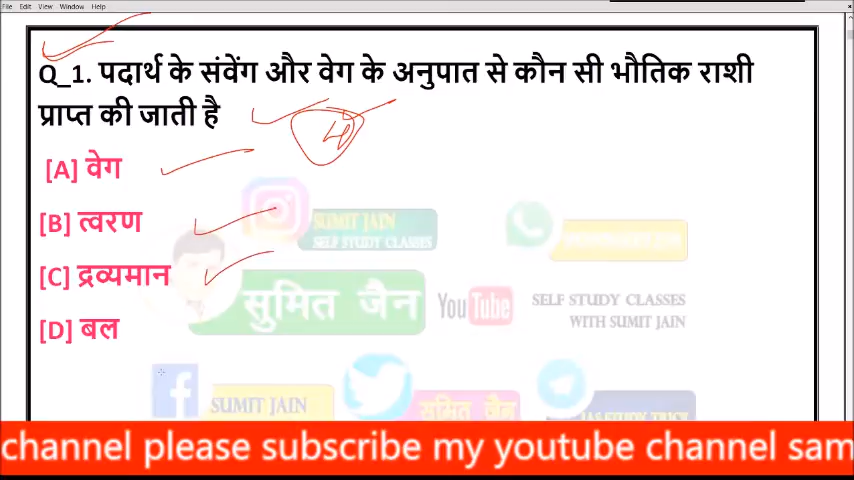 File Edit View Window Help
Q_1. पदार्थ के संवेंग और वेग के अनुपात से कौन सी भौतिक राशी
प्राप्त की जाती है
[A] वेग
[B] त्वरण
[C] द्रव्यमान
[D] बल
SUMIT JAIN
SELF STUDY CLASSES
सुमित जैन
YouTube
SELF STUDY CLASSES
WITH SUMIT JAIN
SUMIT JAIN
सुमित जैन
channel please subscribe my youtube channel sam